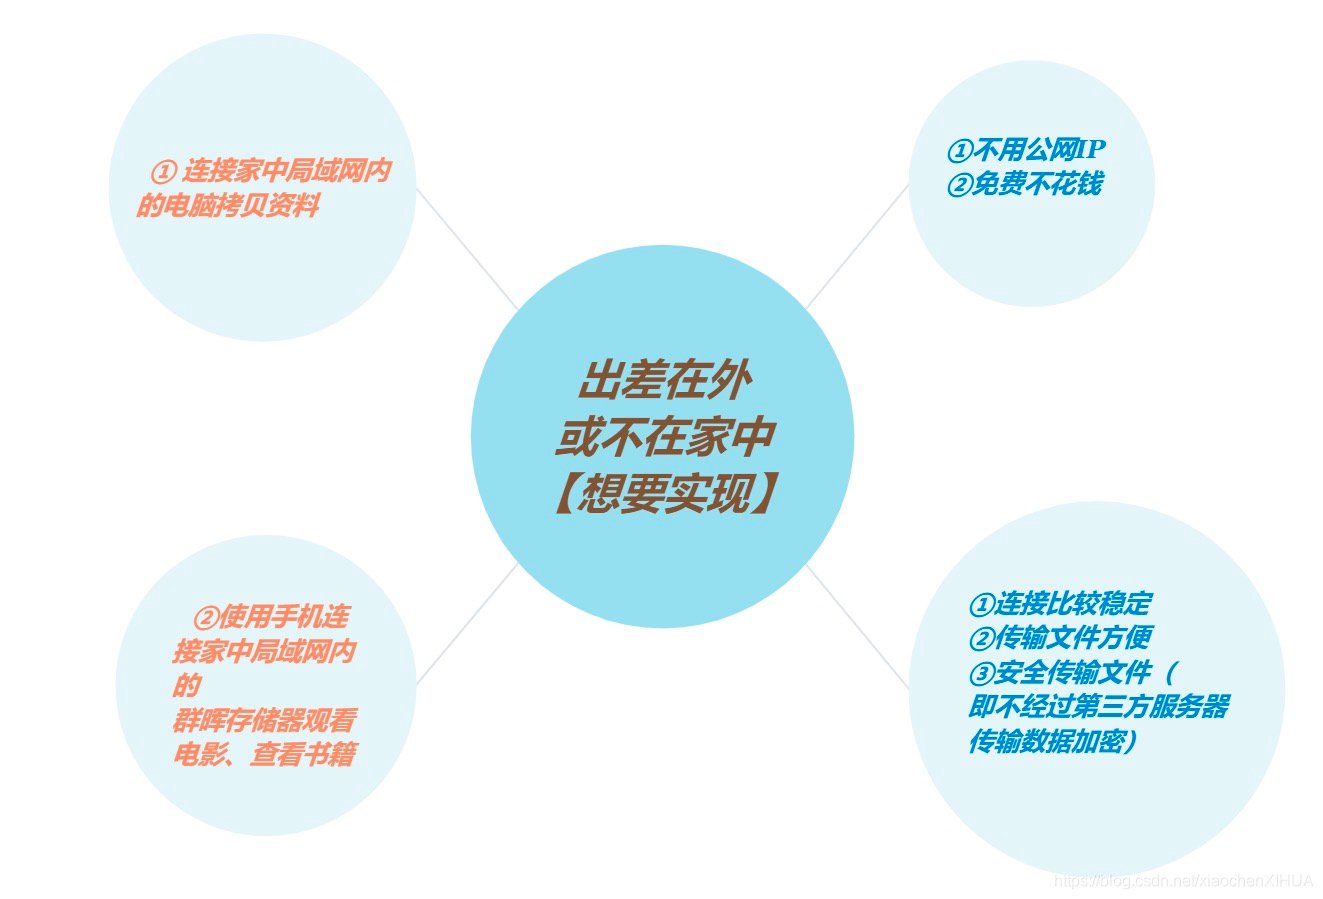 ① 连接家中局域网内
的电脑拷贝资料
①不用公网IP
②免费不花钱
出差在外
或不在家中
【想要实现】
②使用手机连
接家中局域网内
的
群晖存储器观看
电影、查看书籍
①连接比较稳定
②传输文件方便
③安全传输文件（
即不经过第三方服务器
传输数据加密）
https://blog.csdn.net/xiaochanXIHUA